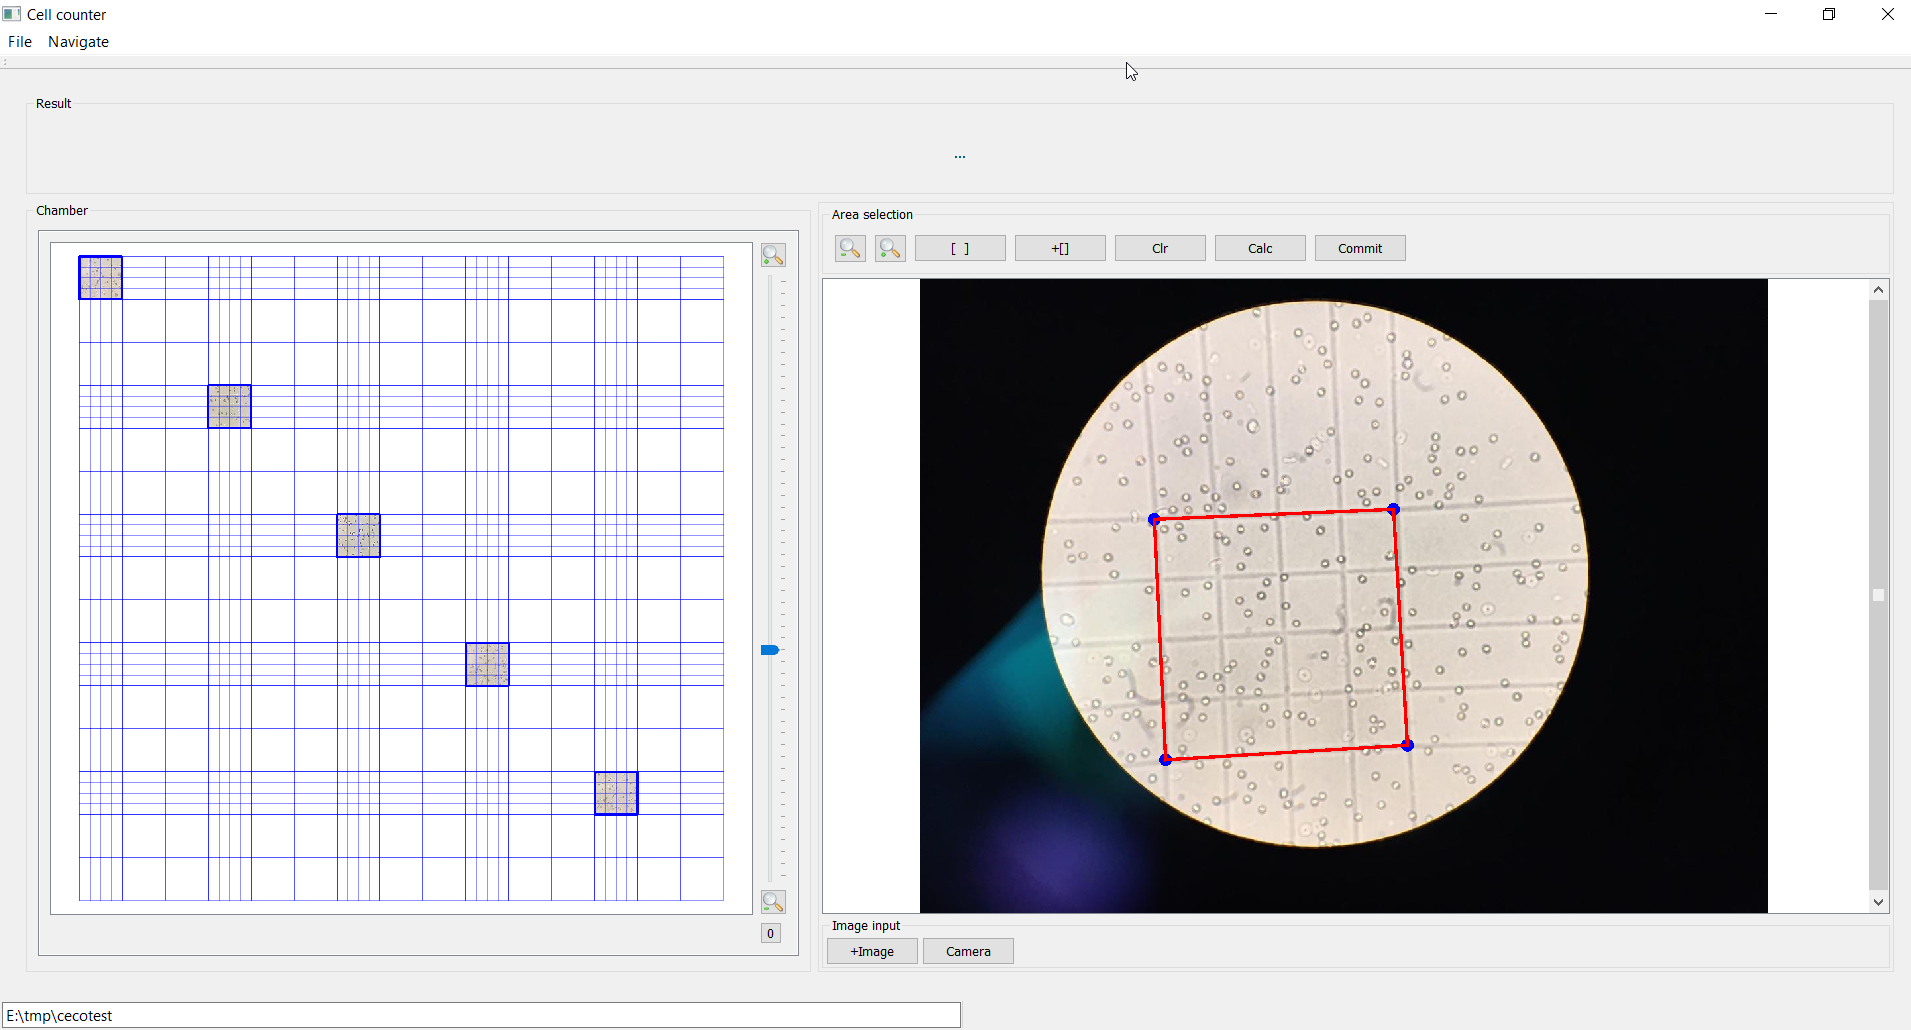 Cell counter
File Navigate
Result
...
Chamber
Area selection
[ ] +[] Clr Calc Commit
0
Image input
+Image Camera
E:\tmp\cecotest